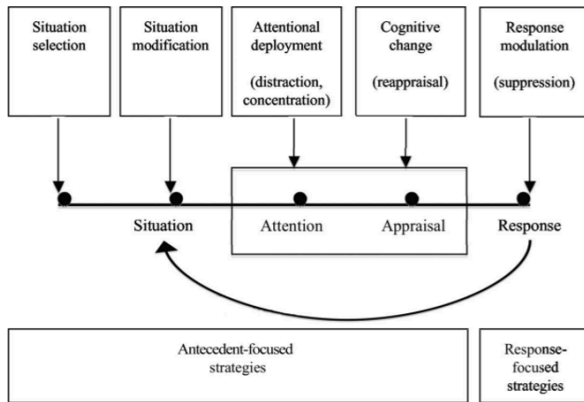 Situation
selection
Situation
modification
Attentional
deployment
(distraction,
concentration)
Cognitive
change
(reappraisal)
Response
modulation
(suppression)
Situation
Attention
Appraisal
Response
Antecedent-focused
strategies
Response-
focused
strategies